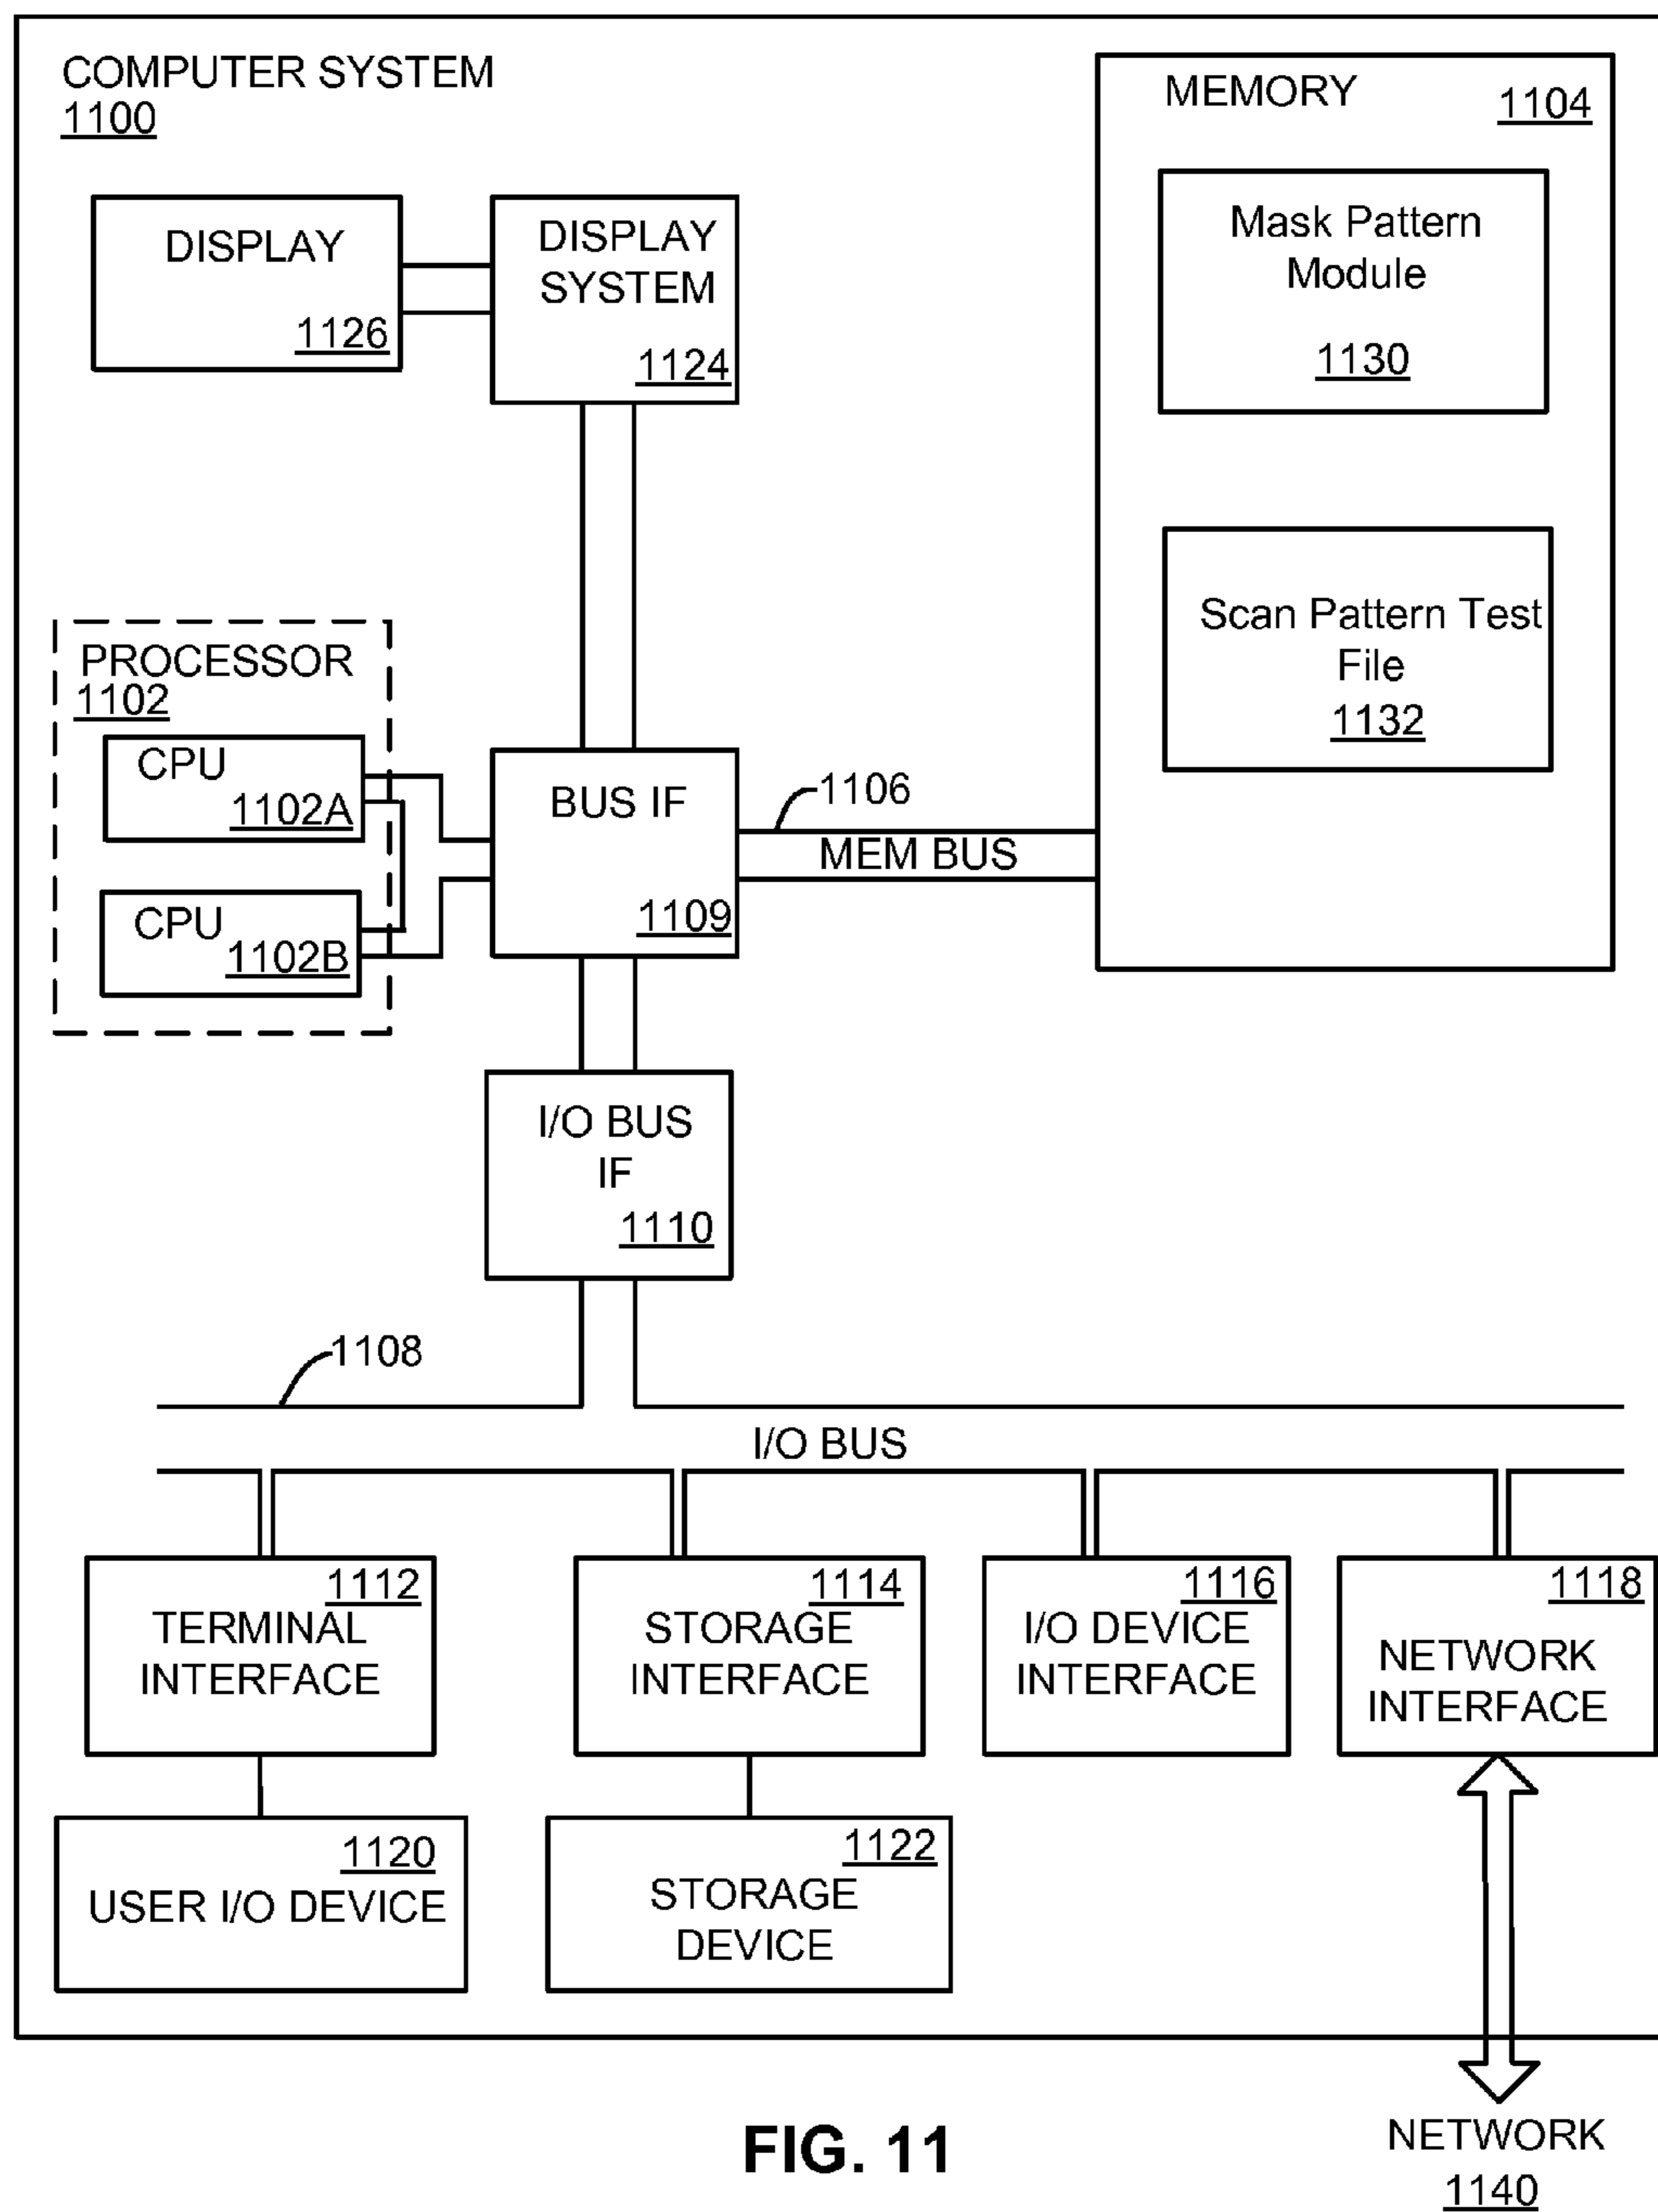 COMPUTER SYSTEM
1100
MEMORY
1104
Mask Pattern
Module
1130
Scan Pattern Test
File
1132
DISPLAY
1126
DISPLAY
SYSTEM
1124
PROCESSOR
1102
CPU
1102A
CPU
1102B
BUS IF
1109
1106
MEM BUS
I/O BUS
IF
1110
1108
I/O BUS
1112
TERMINAL
INTERFACE
1114
STORAGE
INTERFACE
1116
I/O DEVICE
INTERFACE
1118
NETWORK
INTERFACE
1120
USER I/O DEVICE
1122
STORAGE
DEVICE
FIG. 11
NETWORK
1140